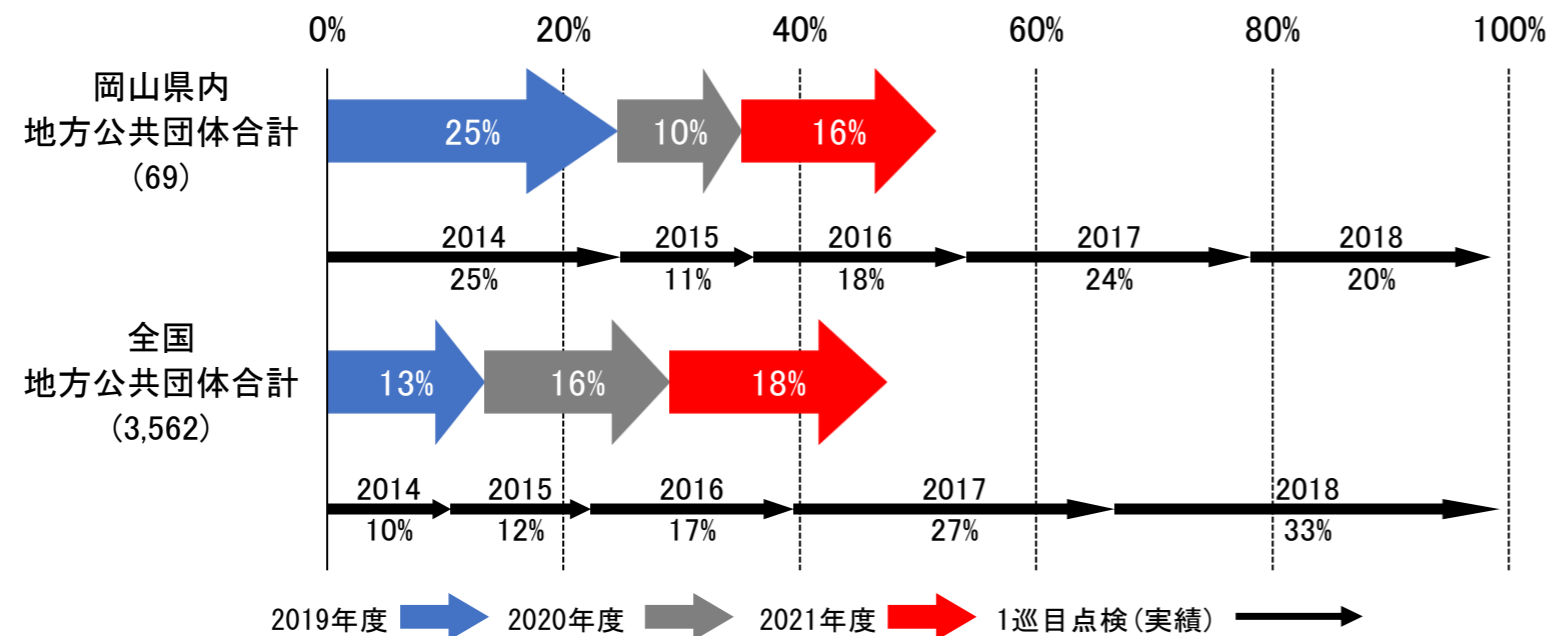 0% 20% 40% 60% 80% 100%
岡山県内
地方公共団体合計
(69)
25% 10% 16%
2014 2015 2016 2017 2018
25% 11% 18% 24% 20%
全国
地方公共団体合計
(3,562)
13% 16% 18%
2014 2015 2016 2017 2018
10% 12% 17% 27% 33%
2019年度 2020年度 2021年度 1巡目点検(実績)